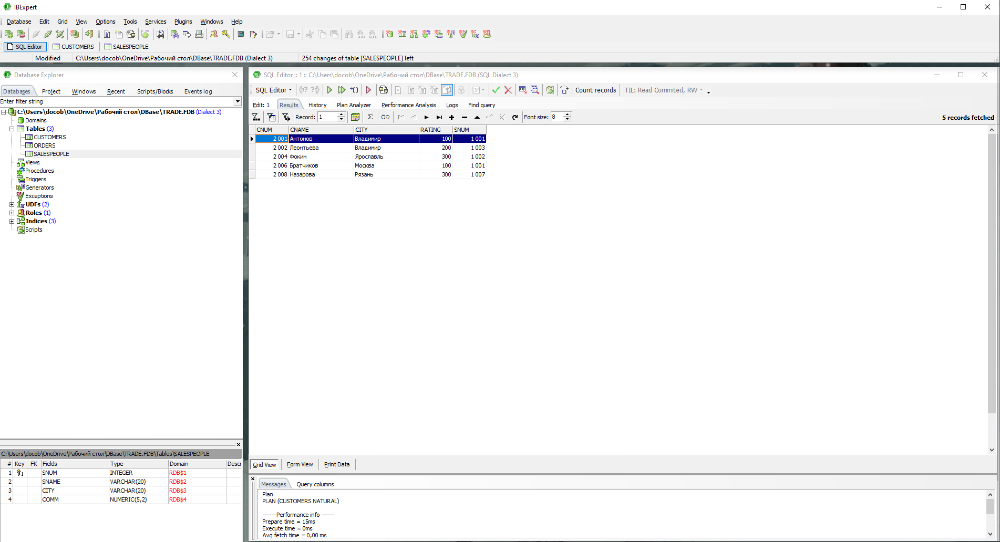 IBExpert
Database Edit Grid View Options Tools Services Plugins Windows Help
SQL Editor CUSTOMERS SALESPEOPLE
Modified C:\Users\docob\OneDrive\Рабочий стол\DBase\TRADE.FDB (Dialect 3) 254 changes of table [SALESPEOPLE] left
Database Explorer
Databases Project Windows Recent Scripts/Blocks Events log
Enter filter string
C:\Users\docob\OneDrive\Рабочий стол\DBase\TRADE.FDB (Dialect 3)
Domains
Tables (3)
CUSTOMERS
ORDERS
SALESPEOPLE
Views
Procedures
Triggers
Generators
Exceptions
UDFs (2)
Roles (1)
Indices (3)
Scripts
C:\Users\docob\OneDrive\Рабочий стол\DBase\TRADE.FDB\Tables\SALESPEOPLE
# Key FK Fields Type Domain Descr
1 1 SNUM INTEGER RDB$1
2 SNAME VARCHAR(20) RDB$2
3 CITY VARCHAR(20) RDB$3
4 COMM NUMERIC(5,2) RDB$4
SQL Editor :: 1 :: C:\Users\docob\OneDrive\Рабочий стол\DBase\TRADE.FDB (SQL Dialect 3)
SQL Editor Count records TIL: Read Commited, RW
Edit: 1 Results History Plan Analyzer Performance Analysis Logs Find query
Record: 1 Σ ÖΩ Font size: 8 5 records fetched
CNUM CNAME CITY RATING SNUM
2 001 Антонов Владимир 100 1 001
2 002 Леонтьева Владимир 200 1 003
2 004 Фокин Ярославль 300 1 002
2 006 Братчиков Москва 100 1 001
2 008 Назарова Рязань 300 1 007
Grid View Form View Print Data
Messages Query columns
Plan
PLAN (CUSTOMERS NATURAL)
------ Performance info ------
Prepare time = 15ms
Execute time = 0ms
Avg fetch time = 0,00 ms